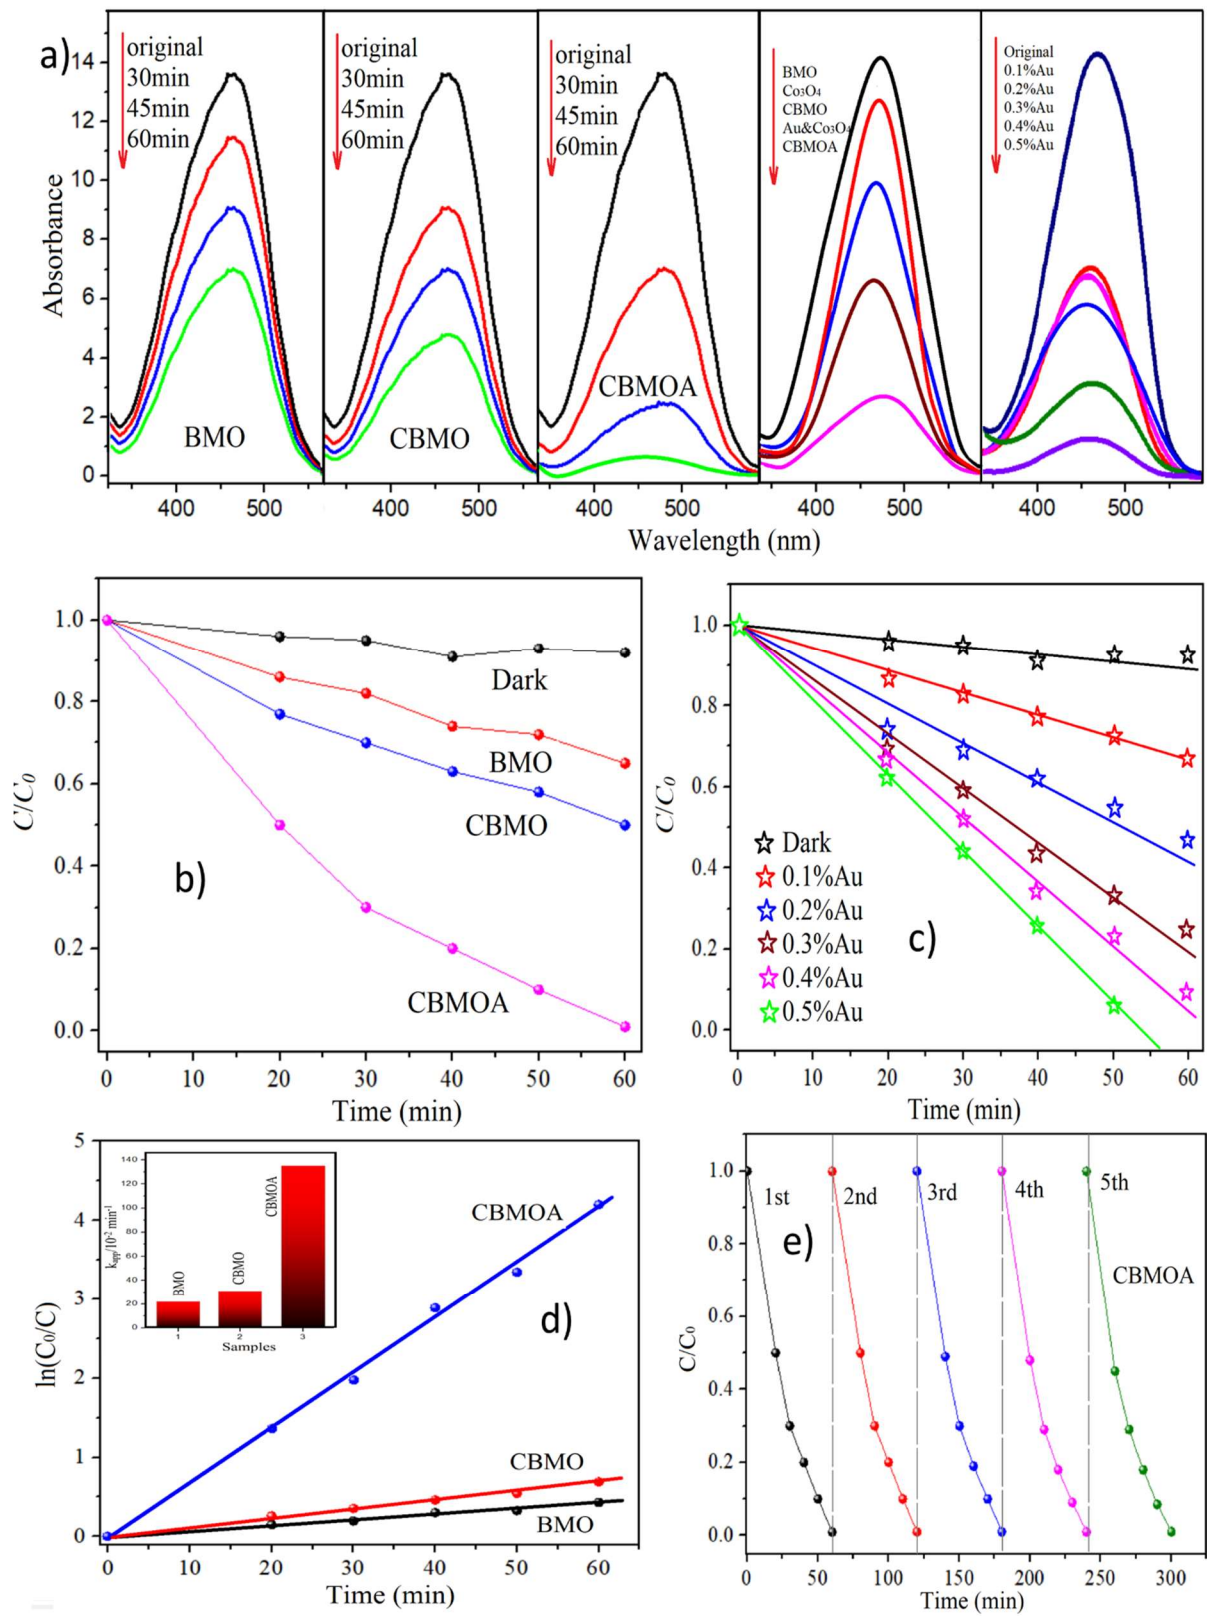 a)
Absorbance
14
12
10
8
6
4
2
0
original
30min
45min
60min
BMO
original
30min
45min
60min
CBMO
original
30min
45min
60min
CBMOA
BMO
Co₃O₄
CBMO
Au&Co₃O₄
CBMOA
Original
0.1%Au
0.2%Au
0.3%Au
0.4%Au
0.5%Au
400 500 400 500 400 500 400 500 400 500
Wavelength (nm)
b)
C/C₀
1.0
0.8
0.6
0.4
0.2
0.0
Dark
BMO
CBMO
CBMOA
0 10 20 30 40 50 60
Time (min)
c)
C/C₀
1.0
0.8
0.6
0.4
0.2
0.0
Dark
0.1%Au
0.2%Au
0.3%Au
0.4%Au
0.5%Au
0 10 20 30 40 50 60
Time (min)
d)
ln(C₀/C)
5
4
3
2
1
0
kapp/10⁻² min⁻¹
140
120
100
80
60
40
20
0
BMO
CBMO
CBMOA
1 2 3
Samples
CBMOA
CBMO
BMO
0 10 20 30 40 50 60
Time (min)
e)
C/C₀
1.0
0.8
0.6
0.4
0.2
0.0
1st 2nd 3rd 4th 5th
CBMOA
0 50 100 150 200 250 300
Time (min)